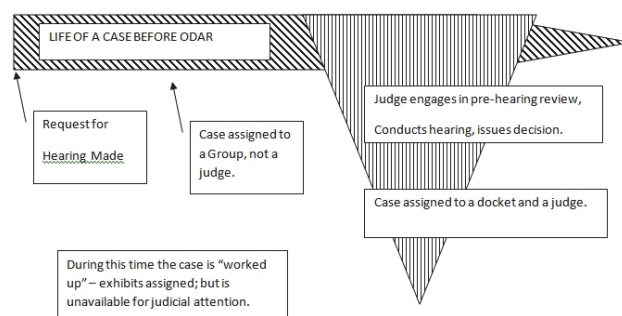 LIFE OF A CASE BEFORE ODAR
Request for
Hearing Made
Case assigned to
a Group, not a
judge.
Judge engages in pre-hearing review,
Conducts hearing, issues decision.
Case assigned to a docket and a judge.
During this time the case is “worked
up” – exhibits assigned; but is
unavailable for judicial attention.